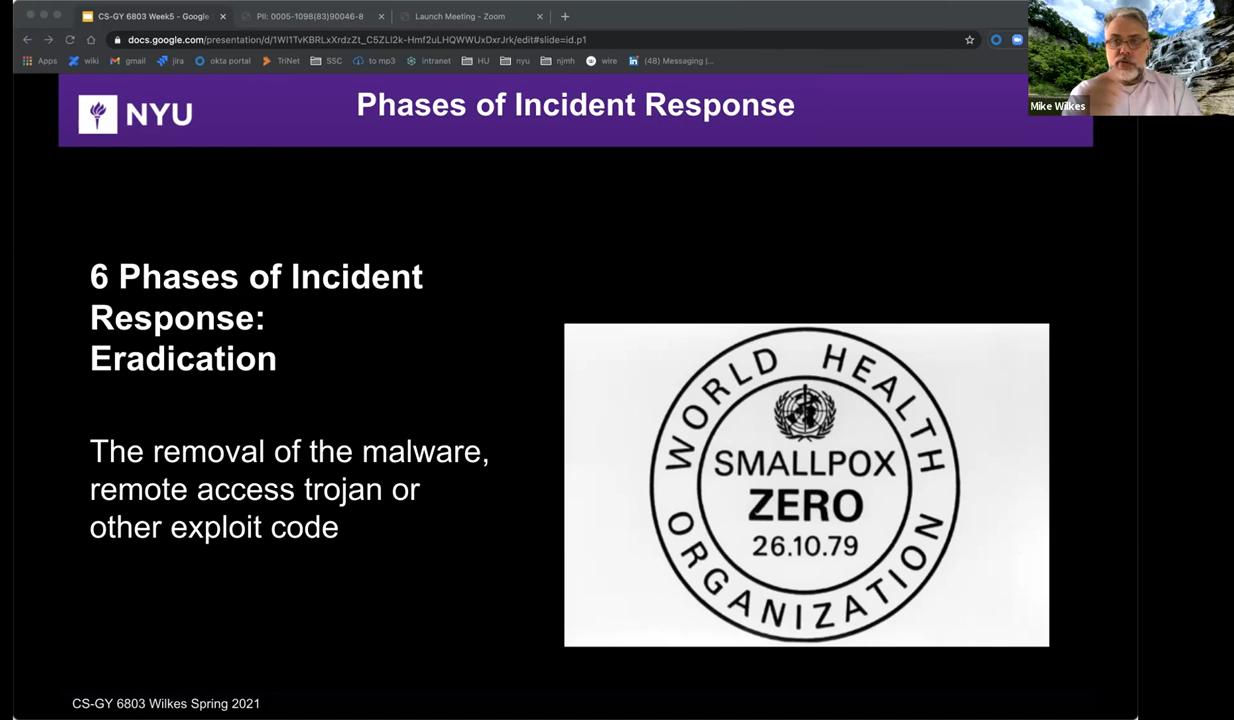 CS-GY 6803 Week5 - Google
PII: 0005-1098(83)90046-8
Launch Meeting - Zoom
docs.google.com/presentation/d/1WI1TvKBRLxXrdzZt_C5ZLI2k-Hmf2uLHQWWUxDxrJrk/edit#slide=id.p1
Apps wiki gmail jira okta portal TriNet SSC to mp3 intranet HU nyu njmh wire (48) Messaging |...
Mike Wilkes
NYU
Phases of Incident Response
6 Phases of Incident
Response:
Eradication
The removal of the malware,
remote access trojan or
other exploit code
WORLD HEALTH
SMALLPOX
ZERO
26.10.79
ORGANIZATION
CS-GY 6803 Wilkes Spring 2021